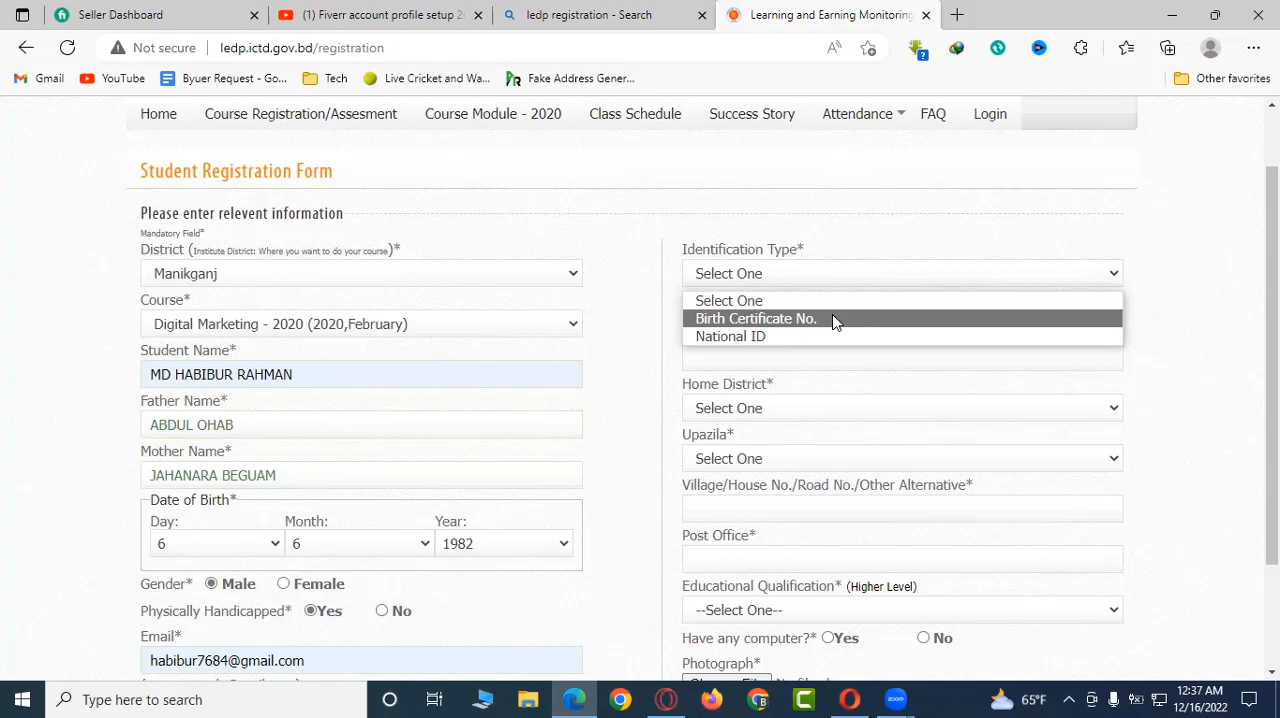 Seller Dashboard
(1) Fiverr account profile setup 20
ledp registration - Search
Learning and Earning Monitoring
Not secure
ledp.ictd.gov.bd/registration
Gmail
YouTube
Byuer Request - Go...
Tech
Live Cricket and Wa...
Fake Address Gener...
Other favorites
Home
Course Registration/Assesment
Course Module - 2020
Class Schedule
Success Story
Attendance
FAQ
Login
Student Registration Form
Please enter relevent information
Mandatory Field*
District (Institute District: Where you want to do your course)*
Manikganj
Course*
Digital Marketing - 2020 (2020,February)
Student Name*
MD HABIBUR RAHMAN
Father Name*
ABDUL OHAB
Mother Name*
JAHANARA BEGUAM
Date of Birth*
Day: Month: Year:
6 6 1982
Gender* Male Female
Physically Handicapped* Yes No
Email*
habibur7684@gmail.com
Identification Type*
Select One
Select One
Birth Certificate No.
National ID
Home District*
Select One
Upazila*
Select One
Village/House No./Road No./Other Alternative*
Post Office*
Educational Qualification* (Higher Level)
--Select One--
Have any computer?* Yes No
Photograph*
Type here to search
65°F
12:37 AM
12/16/2022